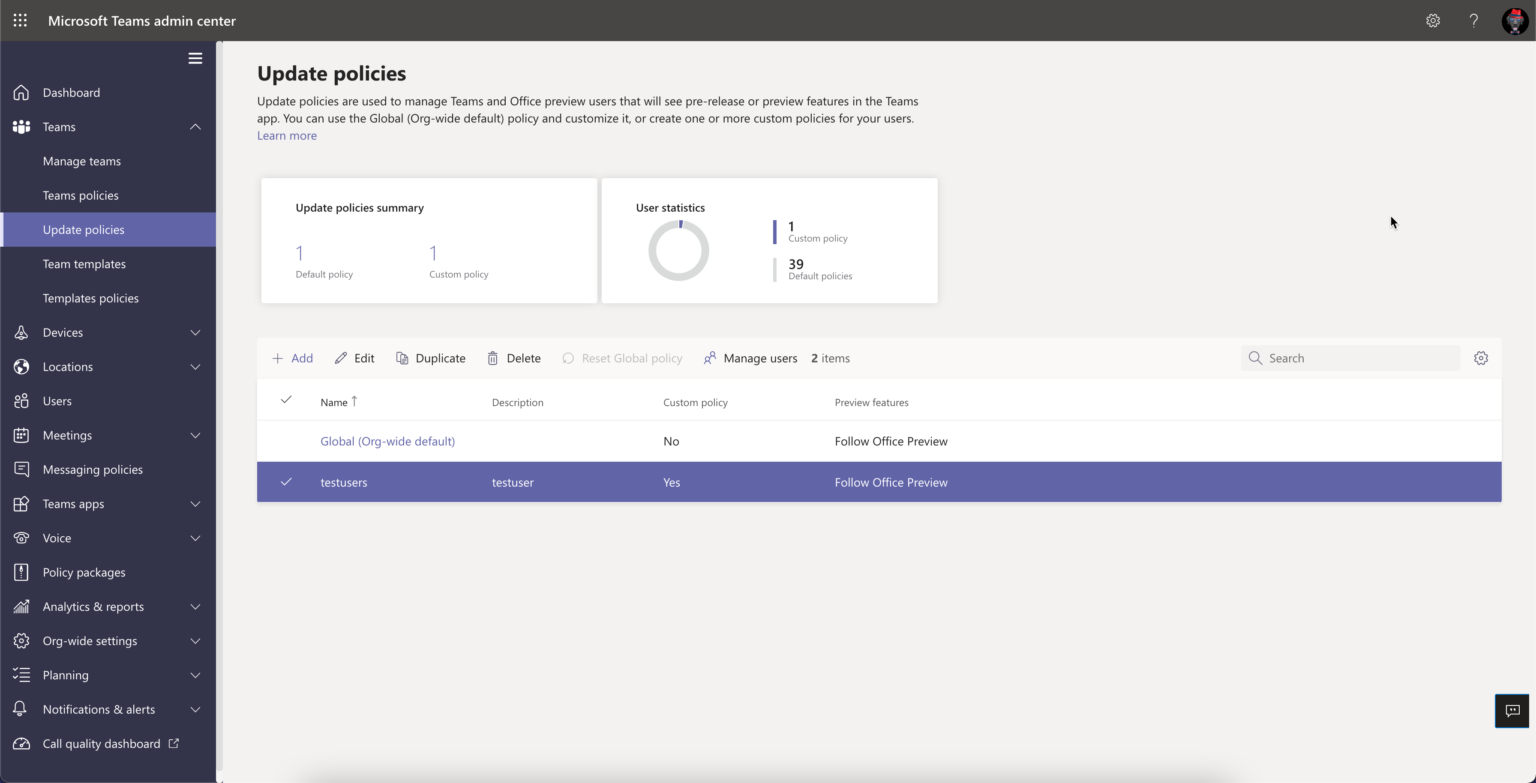 Microsoft Teams admin center
?
Dashboard
Teams
Manage teams
Teams policies
Update policies
Team templates
Templates policies
Devices
Locations
Users
Meetings
Messaging policies
Teams apps
Voice
Policy packages
Analytics & reports
Org-wide settings
Planning
Notifications & alerts
Call quality dashboard
Update policies
Update policies are used to manage Teams and Office preview users that will see pre-release or preview features in the Teams
app. You can use the Global (Org-wide default) policy and customize it, or create one or more custom policies for your users.
Learn more
Update policies summary
1
Default policy
1
Custom policy
User statistics
1
Custom policy
39
Default policies
+ Add Edit Duplicate Delete Reset Global policy Manage users 2 items Search
Name ↑ Description Custom policy Preview features
Global (Org-wide default) No Follow Office Preview
testusers testuser Yes Follow Office Preview